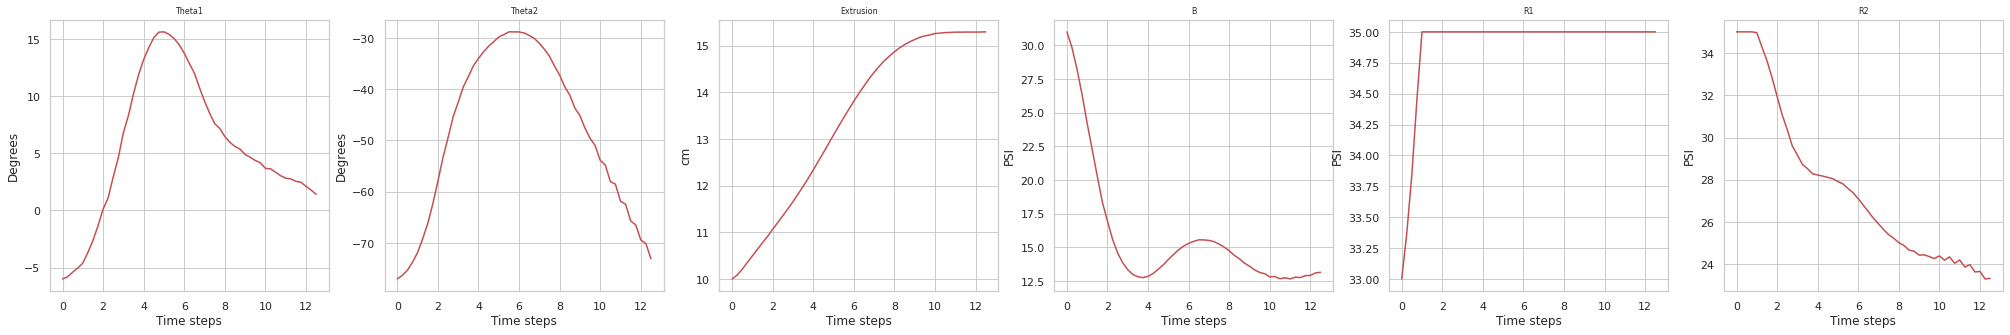 Theta1
15
10
5
0
−5
Degrees
0 2 4 6 8 10 12
Time steps
Theta2
−30
−40
−50
−60
−70
Degrees
0 2 4 6 8 10 12
Time steps
Extrusion
15
14
13
12
11
10
cm
0 2 4 6 8 10 12
Time steps
B
30.0
27.5
25.0
22.5
20.0
17.5
15.0
12.5
PSI
0 2 4 6 8 10 12
Time steps
R1
35.00
34.75
34.50
34.25
34.00
33.75
33.50
33.25
33.00
PSI
0 2 4 6 8 10 12
Time steps
R2
34
32
30
28
26
24
PSI
0 2 4 6 8 10 12
Time steps